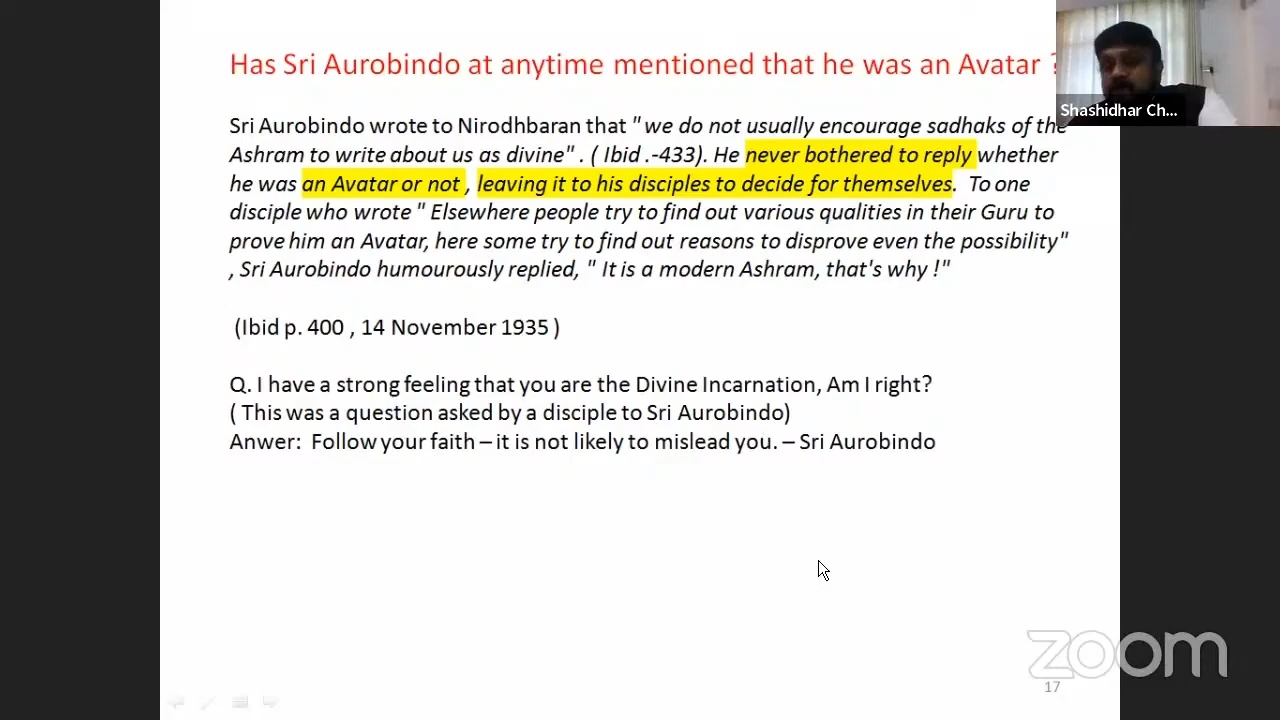 Has Sri Aurobindo at anytime mentioned that he was an Avatar ?
Shashidhar Ch...
Sri Aurobindo wrote to Nirodhbaran that " we do not usually encourage sadhaks of the
Ashram to write about us as divine" . ( Ibid .-433). He never bothered to reply whether
he was an Avatar or not , leaving it to his disciples to decide for themselves. To one
disciple who wrote " Elsewhere people try to find out various qualities in their Guru to
prove him an Avatar, here some try to find out reasons to disprove even the possibility"
, Sri Aurobindo humourously replied, " It is a modern Ashram, that's why !"
(Ibid p. 400 , 14 November 1935 )
Q. I have a strong feeling that you are the Divine Incarnation, Am I right?
( This was a question asked by a disciple to Sri Aurobindo)
Anwer: Follow your faith – it is not likely to mislead you. – Sri Aurobindo
zoom
17